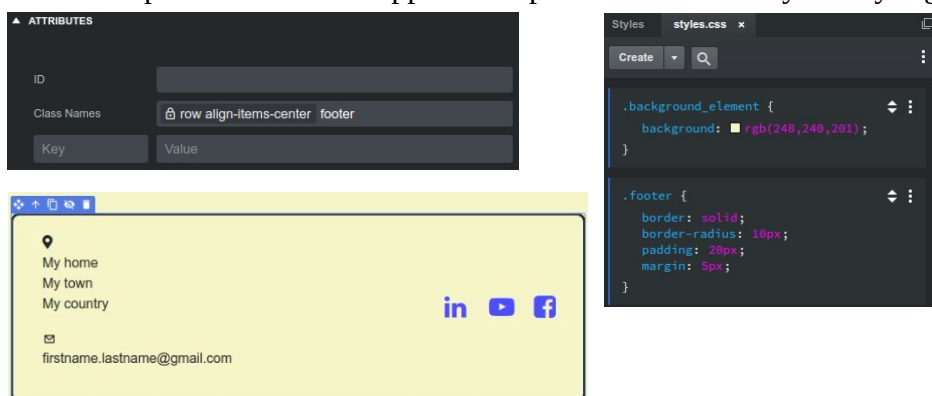 ATTRIBUTES
ID
Class Names row align-items-center footer
Key Value
My home
My town
My country
in
firstname.lastname@gmail.com
Styles styles.css ×
Create
.background_element {
background: rgb(248,240,201);
}
.footer {
border: solid;
border-radius: 10px;
padding: 20px;
margin: 5px;
}